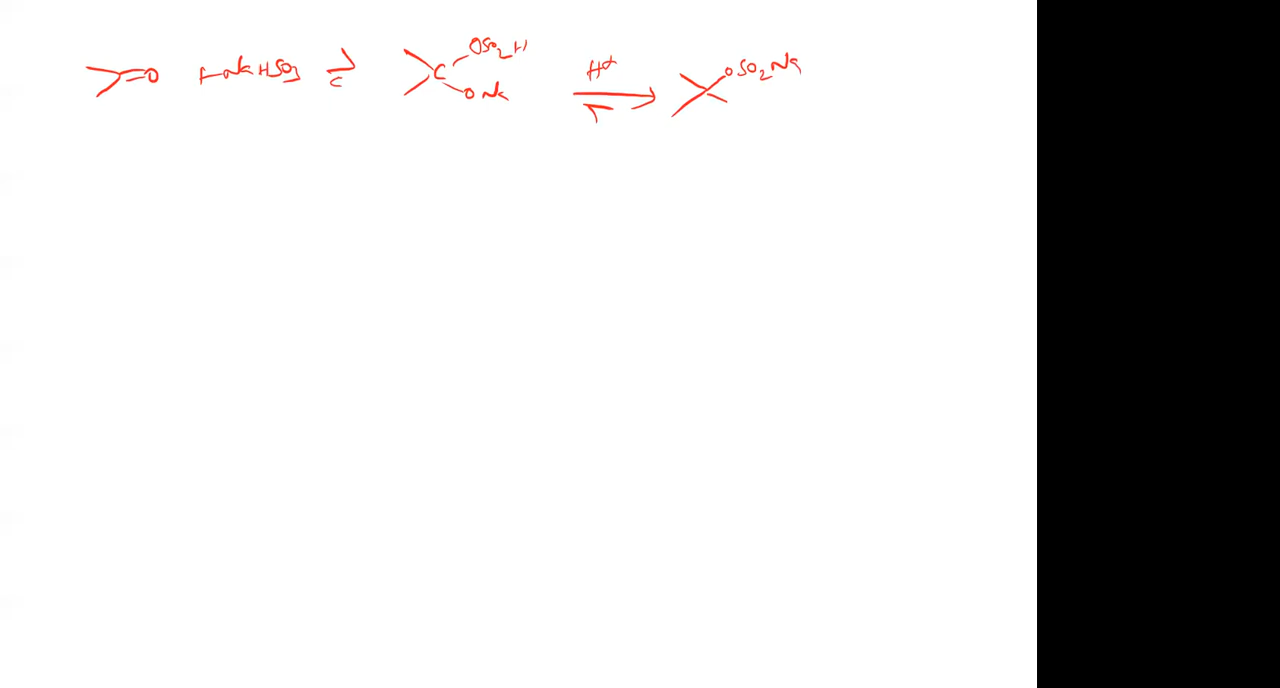 =O + NaHSO3 ⇌ C OSO2H ONa H+ ⇌ OSO2Na